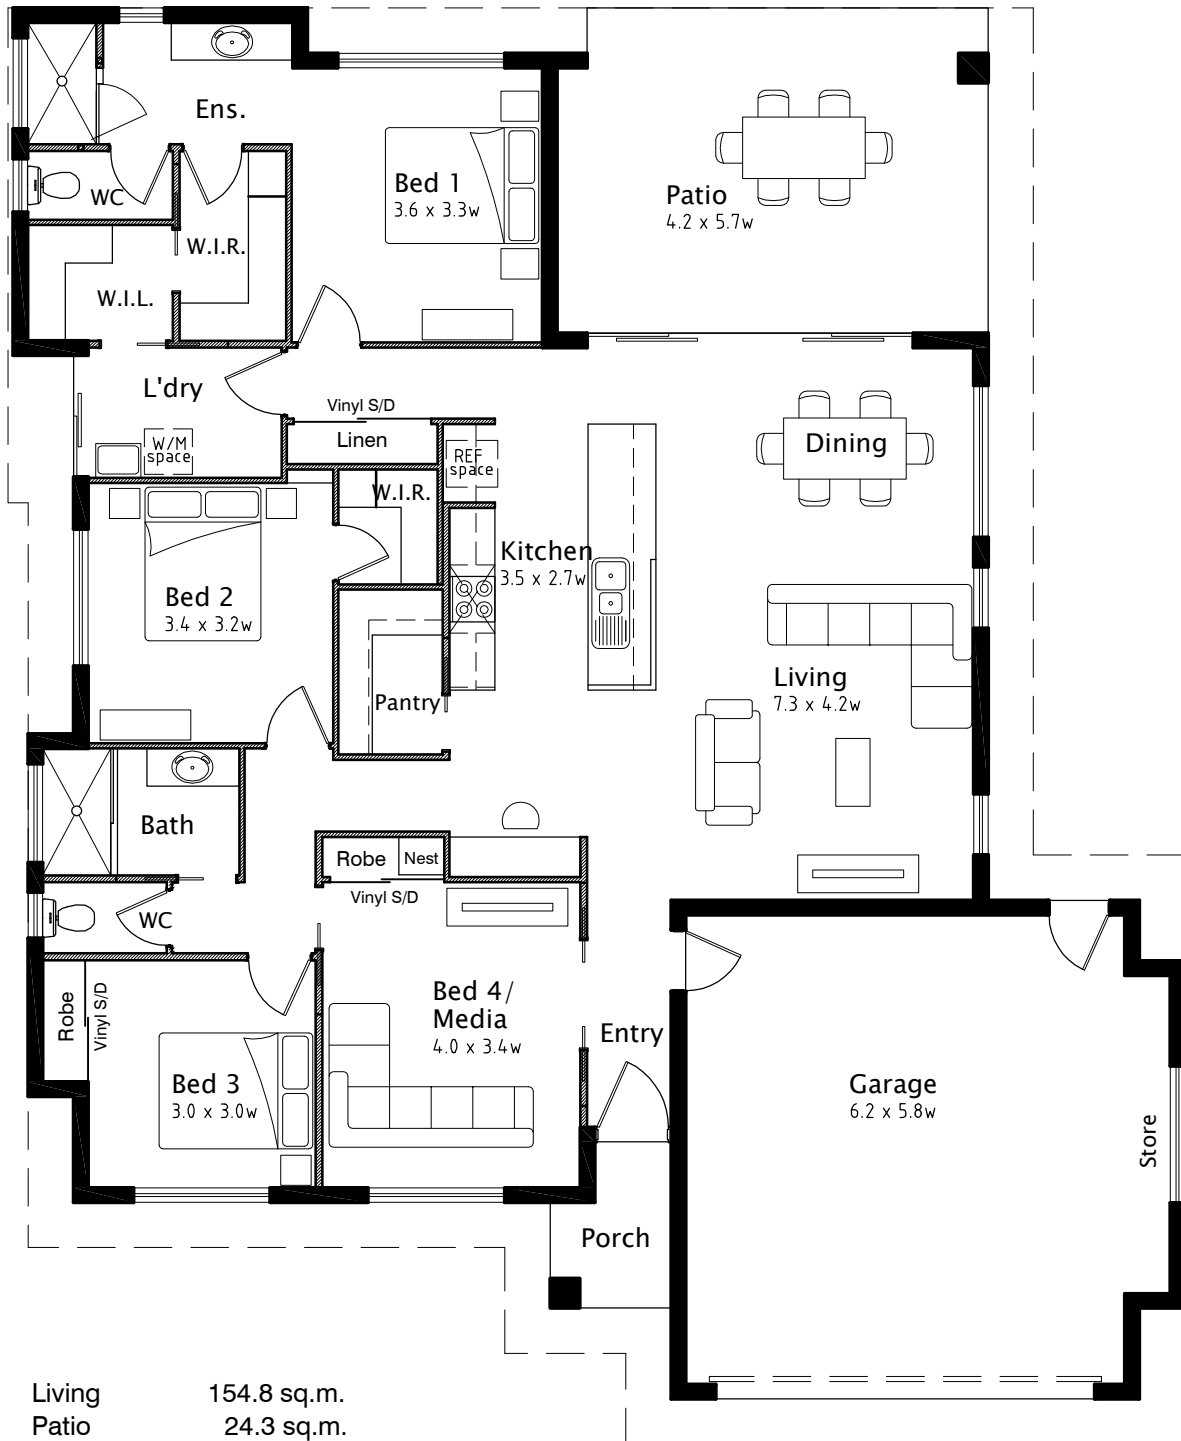 Ens.
WC
W.I.R.
W.I.L.
Bed 1
3.6 x 3.3w
Patio
4.2 x 5.7w
L'dry
W/M
space
Vinyl S/D
Linen
REF
space
W.I.R.
Dining
Kitchen
3.5 x 2.7w
Bed 2
3.4 x 3.2w
Pantry
Living
7.3 x 4.2w
Bath
WC
Robe
Nest
Vinyl S/D
Robe
Vinyl S/D
Bed 3
3.0 x 3.0w
Bed 4/
Media
4.0 x 3.4w
Entry
Porch
Garage
6.2 x 5.8w
Store
Living 154.8 sq.m.
Patio 24.3 sq.m.